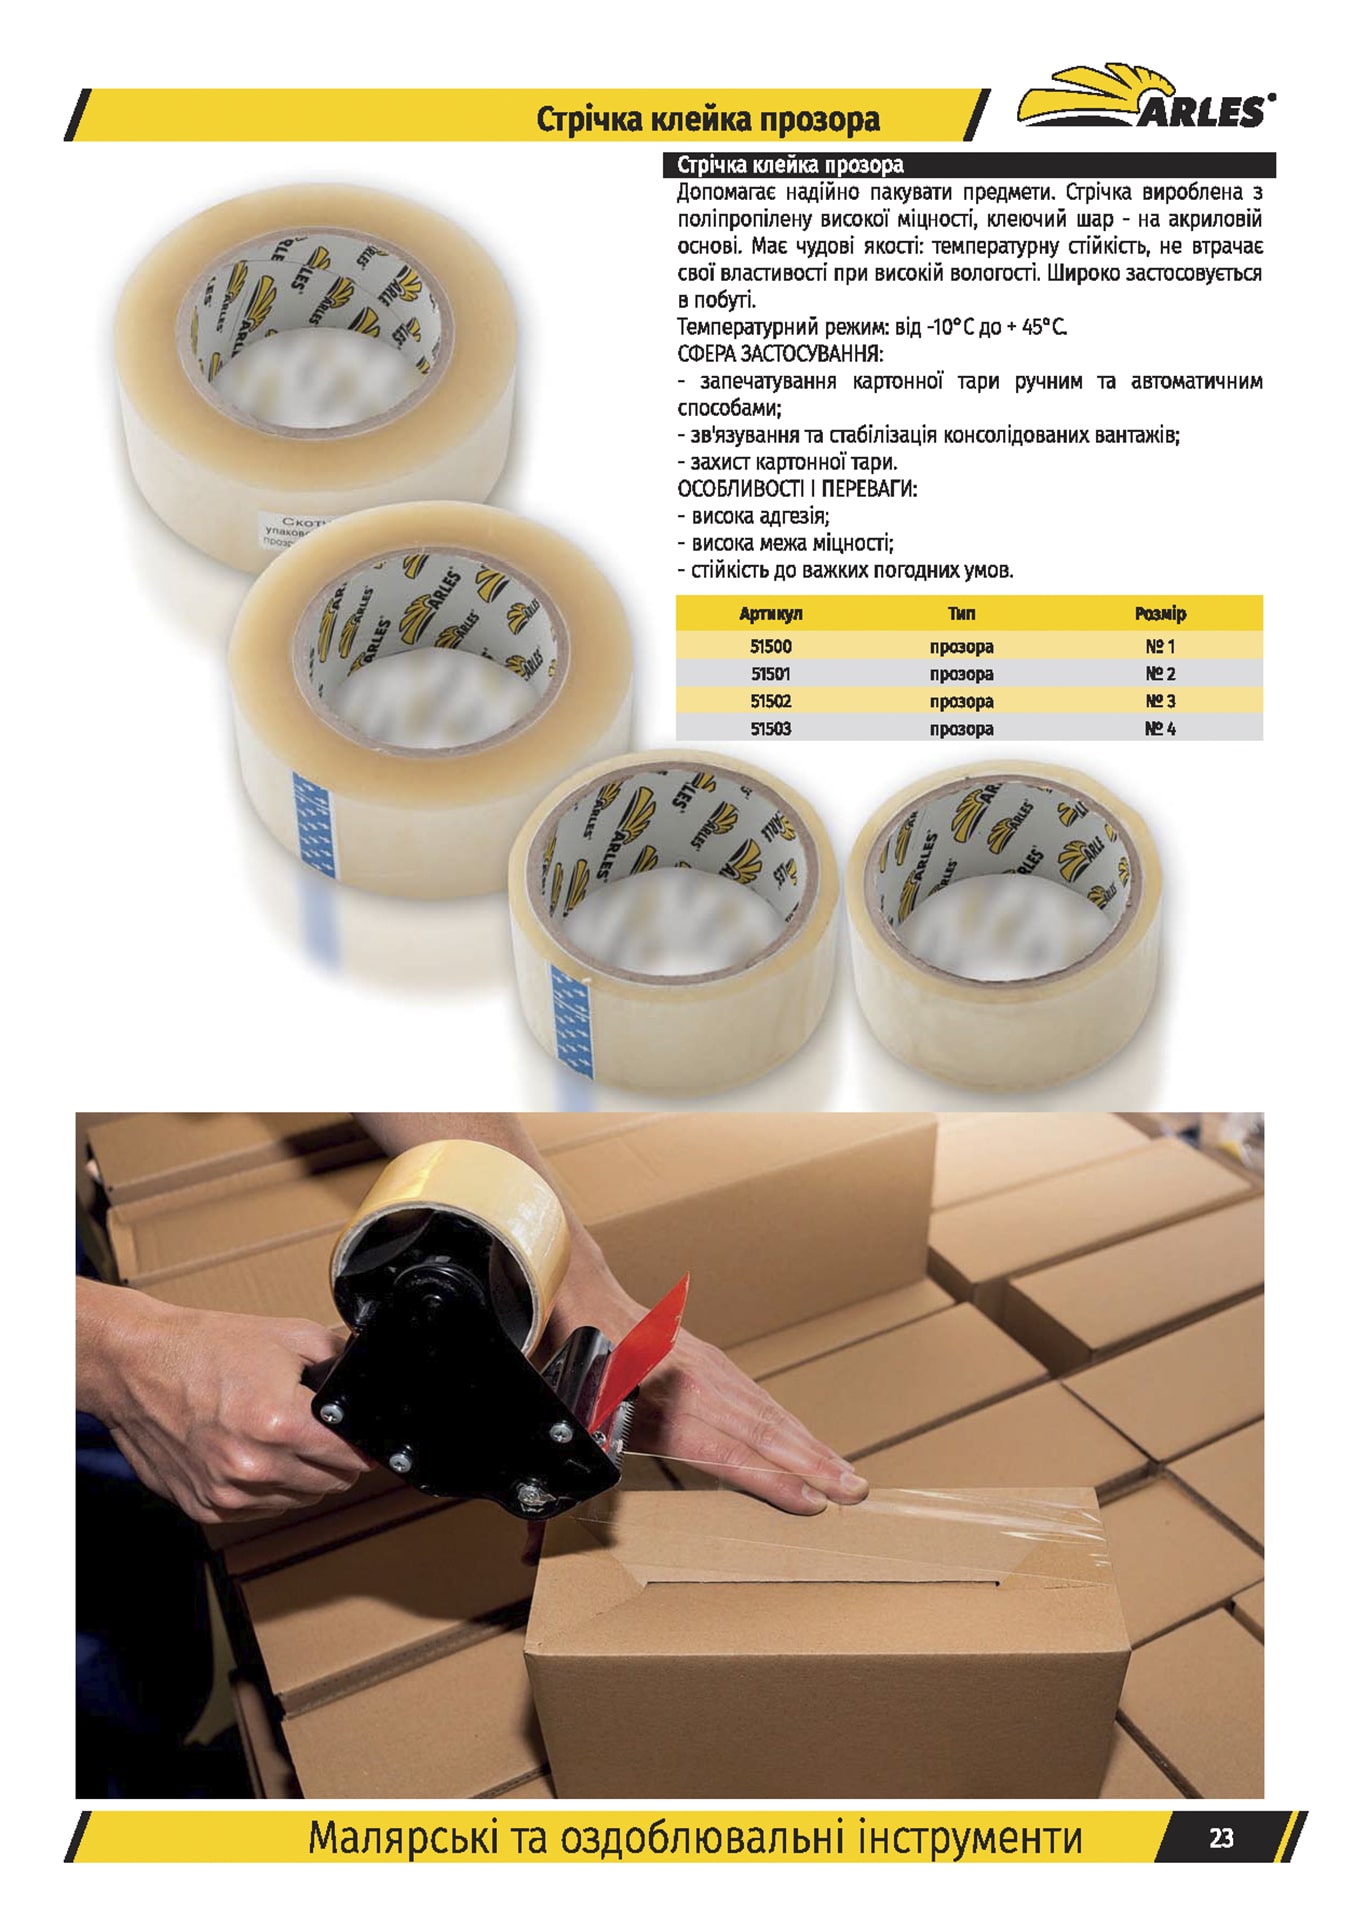 Стрічка клейка прозора
ARLES
Стрічка клейка прозора
Допомагає надійно пакувати предмети. Стрічка вироблена з
поліпропілену високої міцності, клеючий шар - на акриловій
основі. Має чудові якості: температурну стійкість, не втрачає
свої властивості при високій вологості. Широко застосовується
в побуті.
Температурний режим: від -10°С до + 45°С.
СФЕРА ЗАСТОСУВАННЯ:
- запечатування картонної тари ручним та автоматичним
способами;
- зв'язування та стабілізація консолідованих вантажів;
- захист картонної тари.
ОСОБЛИВОСТІ І ПЕРЕВАГИ:
- висока адгезія;
- висока межа міцності;
- стійкість до важких погодних умов.
Артикул Тип Розмір
51500 прозора № 1
51501 прозора № 2
51502 прозора № 3
51503 прозора № 4
ARLES
ARLES
ARLES
ARLES
Малярські та оздоблювальні інструменти
23